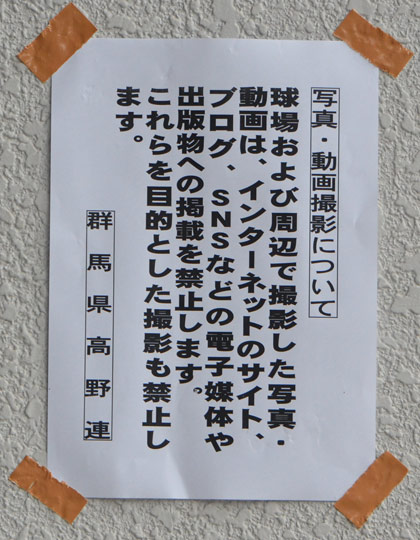 写真・動画撮影について
球場および周辺で撮影した写真・
動画は、インターネットのサイト、
ブログ、SNSなどの電子媒体や
出版物への掲載を禁止します。
これらを目的とした撮影も禁止し
ます。
群馬県高野連